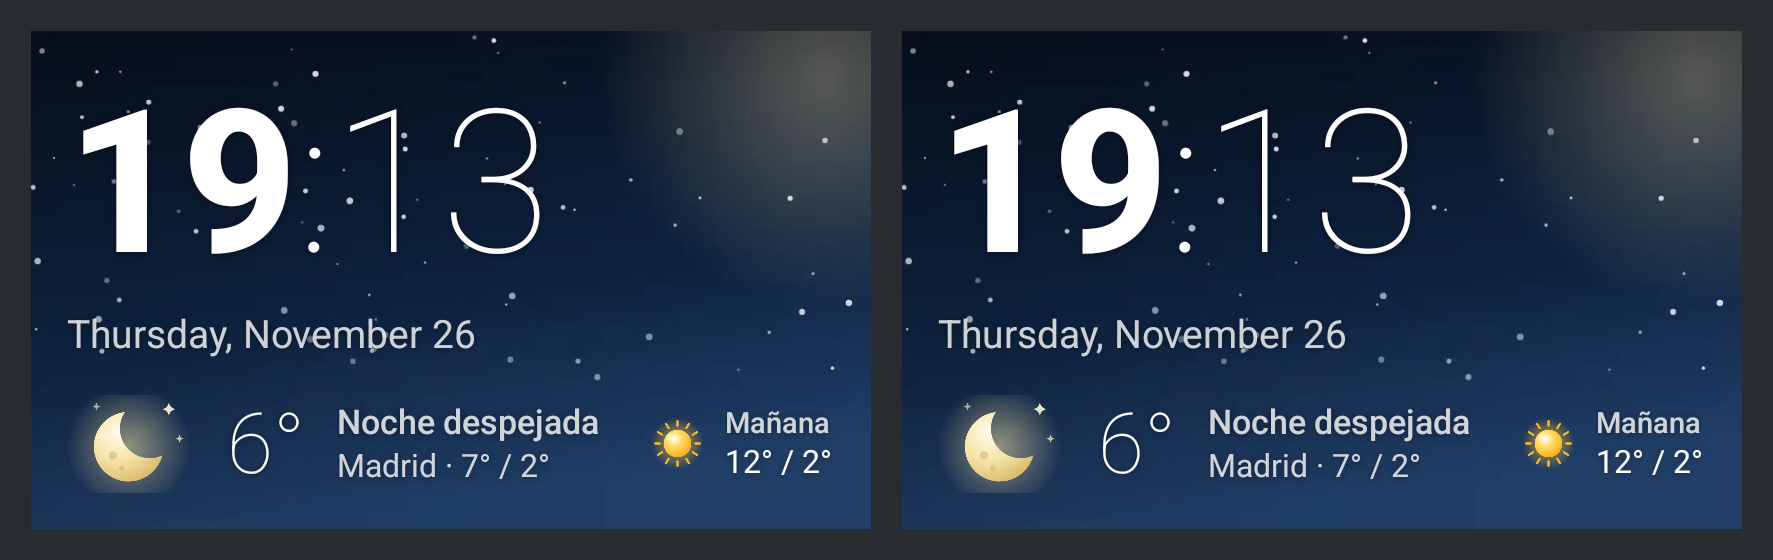 19:13
Thursday, November 26
6° Noche despejada
Madrid · 7° / 2°
Mañana
12° / 2°
19:13
Thursday, November 26
6° Noche despejada
Madrid · 7° / 2°
Mañana
12° / 2°